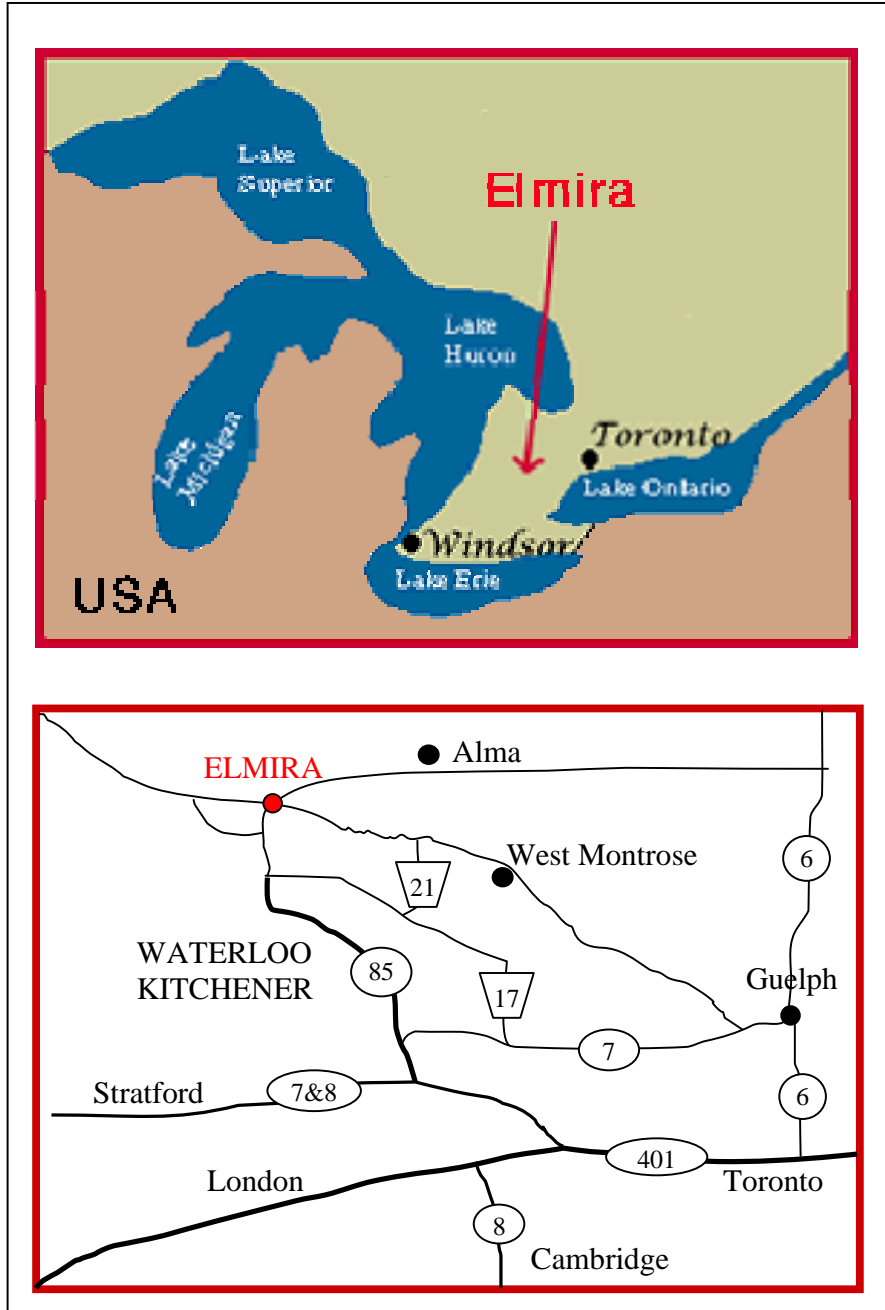 Lake
Superior
Elmira
Lake
Huron
Lake
Michigan
Toronto
Lake Ontario
Windsor
Lake Erie
USA
Alma
ELMIRA
West Montrose
6
21
WATERLOO
KITCHENER
85
Guelph
17
7
Stratford
7&8
6
401
London
Toronto
8
Cambridge